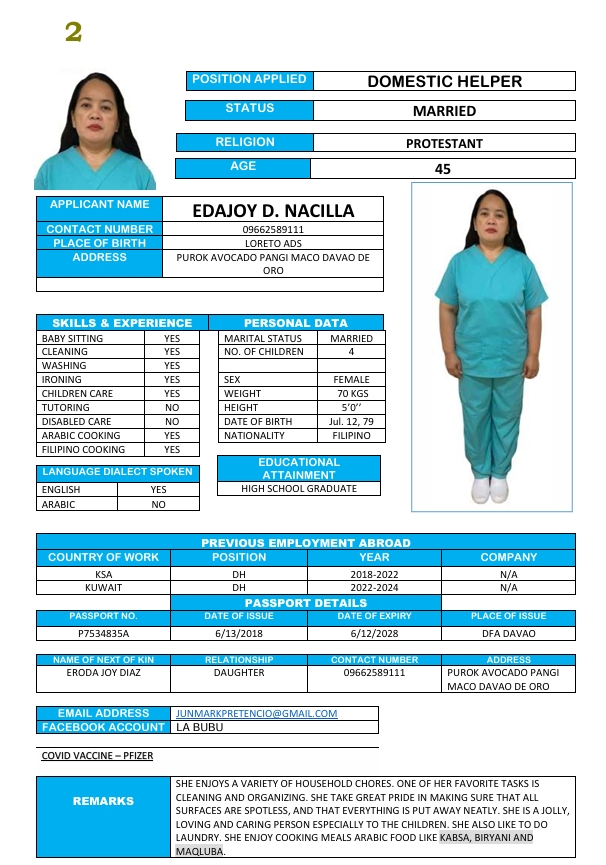 2
POSITION APPLIED DOMESTIC HELPER
STATUS MARRIED
RELIGION PROTESTANT
AGE 45
APPLICANT NAME EDAJOY D. NACILLA
CONTACT NUMBER 09662589111
PLACE OF BIRTH LORETO ADS
ADDRESS PUROK AVOCADO PANGI MACO DAVAO DE
ORO
SKILLS & EXPERIENCE
BABY SITTING YES
CLEANING YES
WASHING YES
IRONING YES
CHILDREN CARE YES
TUTORING NO
DISABLED CARE NO
ARABIC COOKING YES
FILIPINO COOKING YES
PERSONAL DATA
MARITAL STATUS MARRIED
NO. OF CHILDREN 4
SEX FEMALE
WEIGHT 70 KGS
HEIGHT 5’0’’
DATE OF BIRTH Jul. 12, 79
NATIONALITY FILIPINO
LANGUAGE DIALECT SPOKEN
ENGLISH YES
ARABIC NO
EDUCATIONAL
ATTAINMENT
HIGH SCHOOL GRADUATE
PREVIOUS EMPLOYMENT ABROAD
COUNTRY OF WORK POSITION YEAR COMPANY
KSA DH 2018-2022 N/A
KUWAIT DH 2022-2024 N/A
PASSPORT DETAILS
PASSPORT NO. DATE OF ISSUE DATE OF EXPIRY PLACE OF ISSUE
P7534835A 6/13/2018 6/12/2028 DFA DAVAO
NAME OF NEXT OF KIN RELATIONSHIP CONTACT NUMBER ADDRESS
ERODA JOY DIAZ DAUGHTER 09662589111 PUROK AVOCADO PANGI
MACO DAVAO DE ORO
EMAIL ADDRESS JUNMARKPRETENCIO@GMAIL.COM
FACEBOOK ACCOUNT LA BUBU
COVID VACCINE – PFIZER
REMARKS
SHE ENJOYS A VARIETY OF HOUSEHOLD CHORES. ONE OF HER FAVORITE TASKS IS
CLEANING AND ORGANIZING. SHE TAKE GREAT PRIDE IN MAKING SURE THAT ALL
SURFACES ARE SPOTLESS, AND THAT EVERYTHING IS PUT AWAY NEATLY. SHE IS A JOLLY,
LOVING AND CARING PERSON ESPECIALLY TO THE CHILDREN. SHE ALSO LIKE TO DO
LAUNDRY. SHE ENJOY COOKING MEALS ARABIC FOOD LIKE KABSA, BIRYANI AND
MAQLUBA.